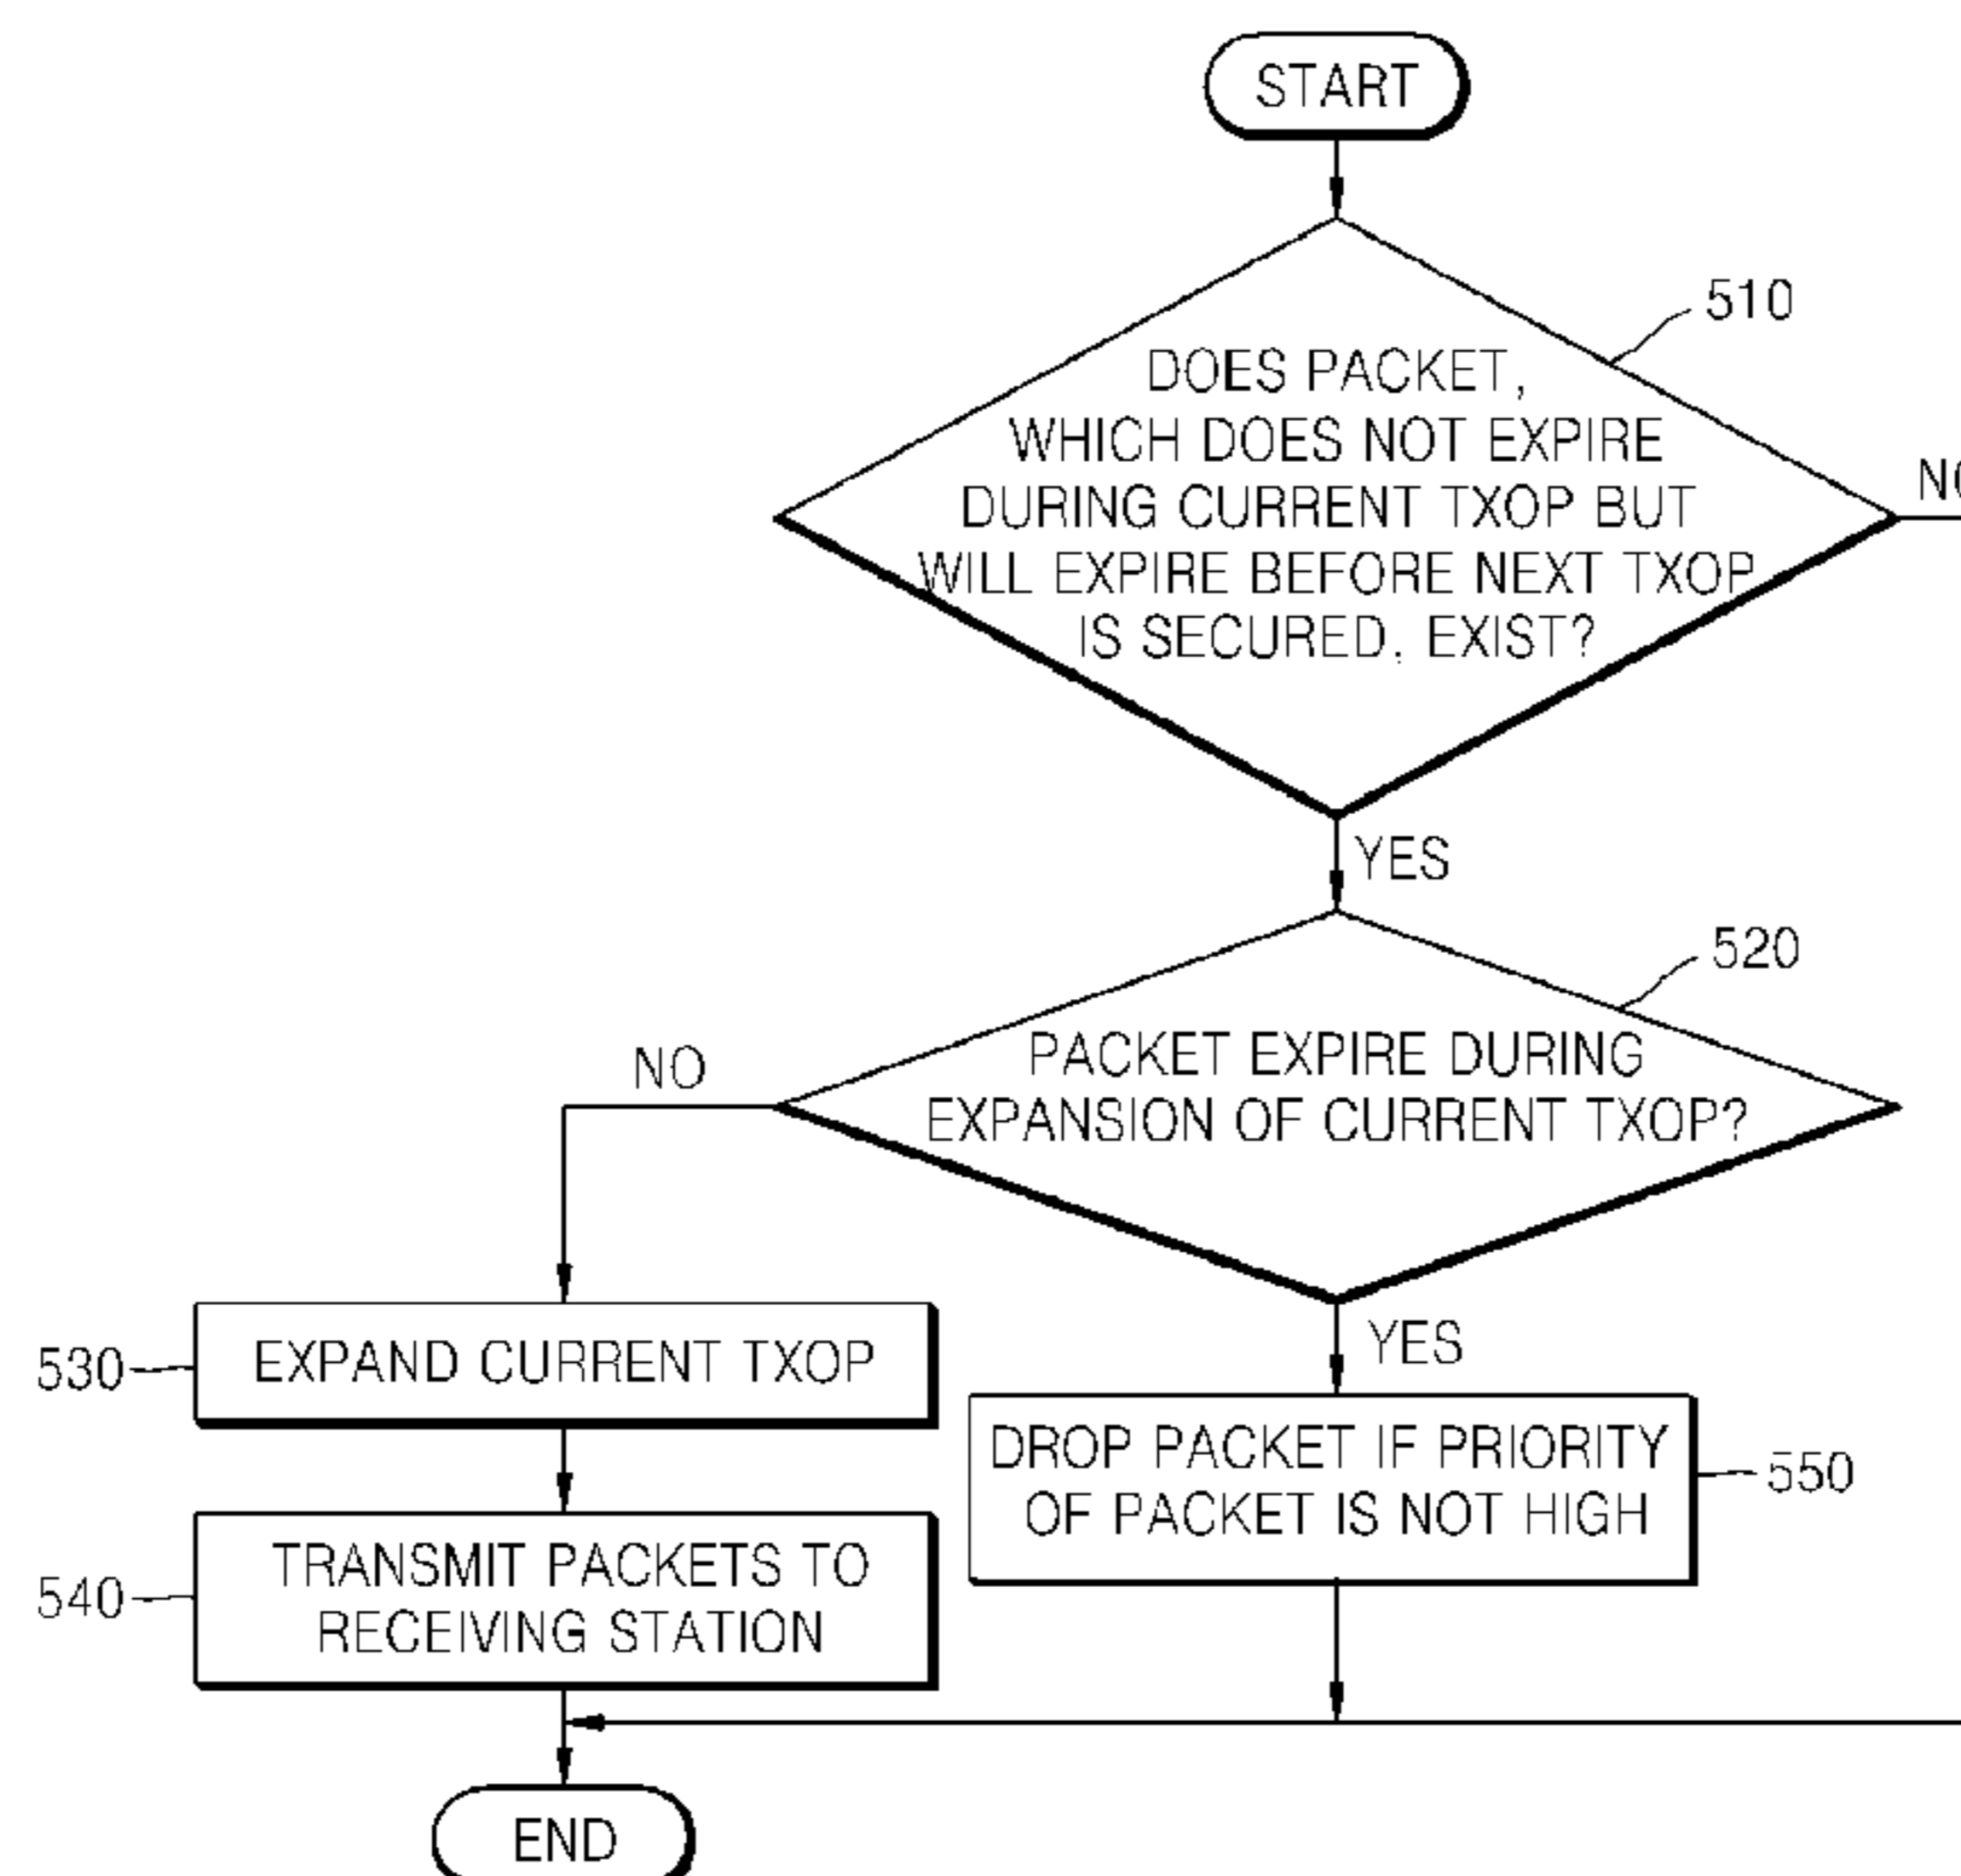 START
510
DOES PACKET,
WHICH DOES NOT EXPIRE
DURING CURRENT TXOP BUT
WILL EXPIRE BEFORE NEXT TXOP
IS SECURED, EXIST?
YES
520
NO
PACKET EXPIRE DURING
EXPANSION OF CURRENT TXOP?
YES
530
EXPAND CURRENT TXOP
DROP PACKET IF PRIORITY
OF PACKET IS NOT HIGH
550
540
TRANSMIT PACKETS TO
RECEIVING STATION
END